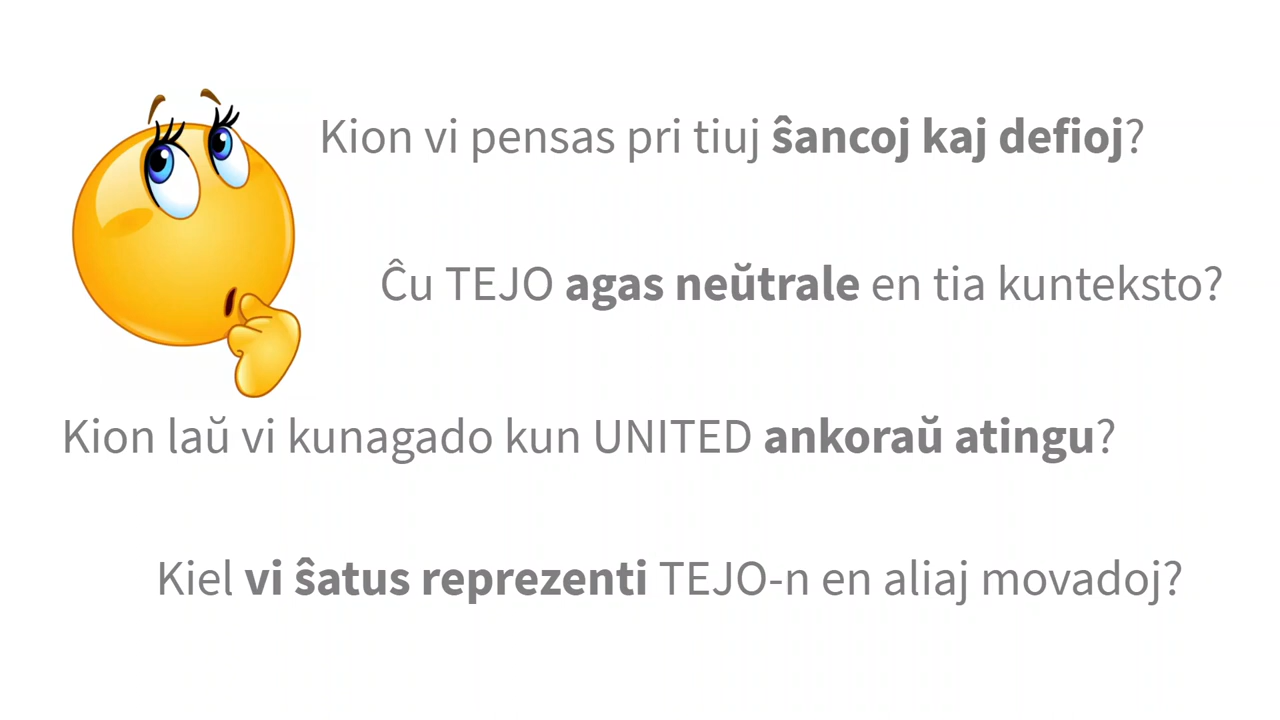 Kion vi pensas pri tiuj ŝancoj kaj defioj?
Ĉu TEJO agas neŭtrale en tia kunteksto?
Kion laŭ vi kunagado kun UNITED ankoraŭ atingu?
Kiel vi ŝatus reprezenti TEJO-n en aliaj movadoj?